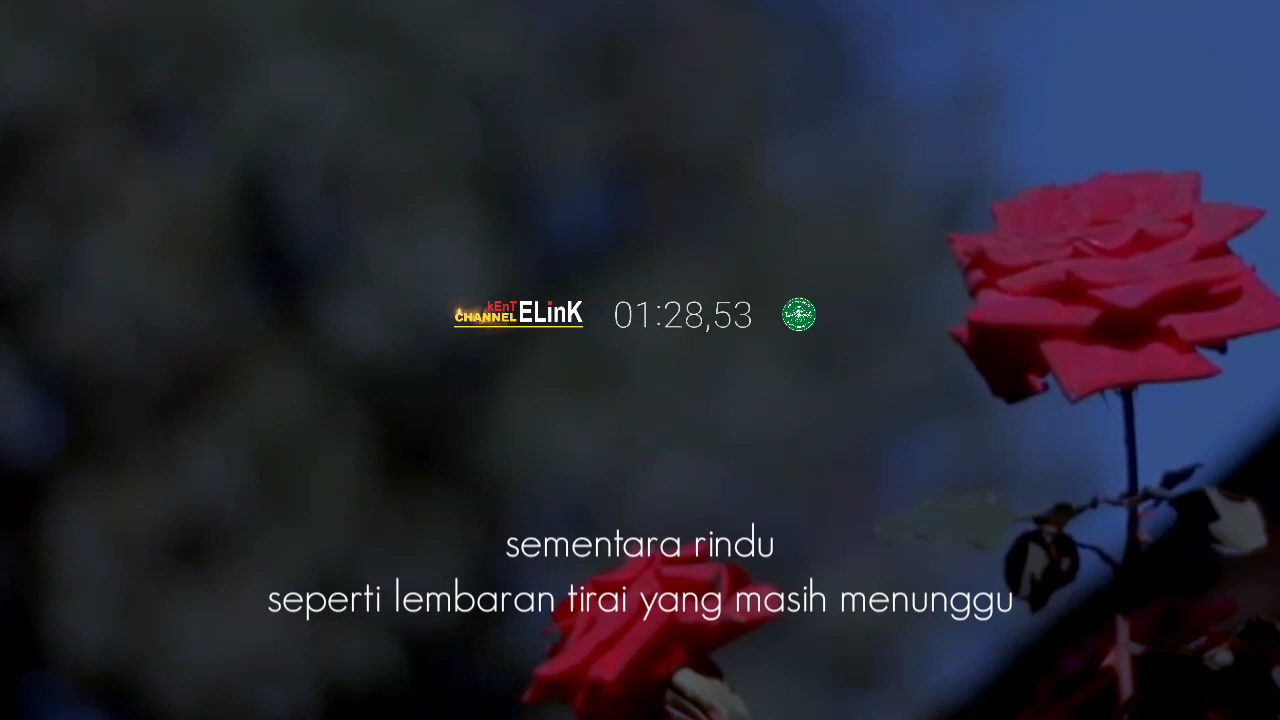 kEnT
CHANNEL ELinK
01:28,53
sementara rindu
seperti lembaran tirai yang masih menunggu